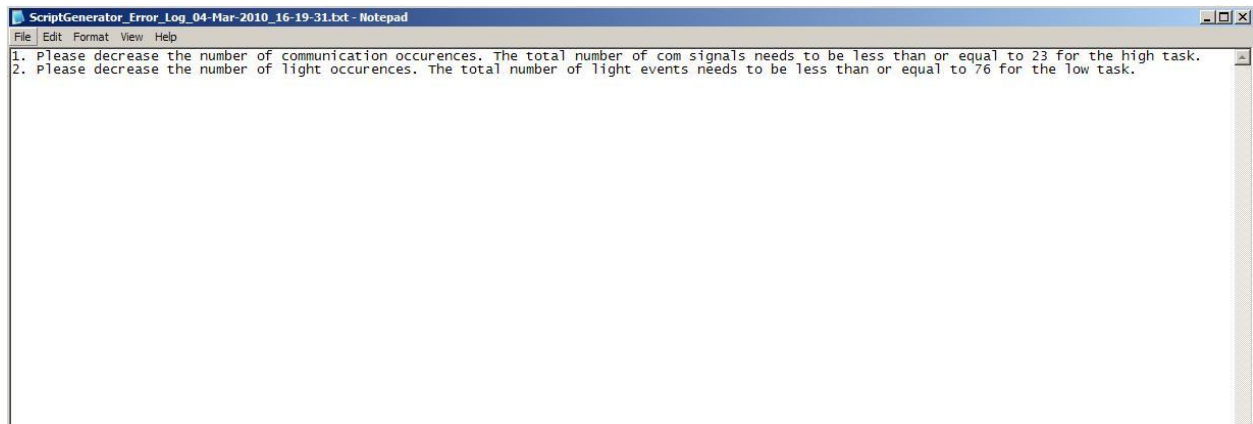 ScriptGenerator_Error_Log_04-Mar-2010_16-19-31.txt - Notepad
File Edit Format View Help
1. Please decrease the number of communication occurences. The total number of com signals needs to be less than or equal to 23 for the high task.
2. Please decrease the number of light occurences. The total number of light events needs to be less than or equal to 76 for the low task.